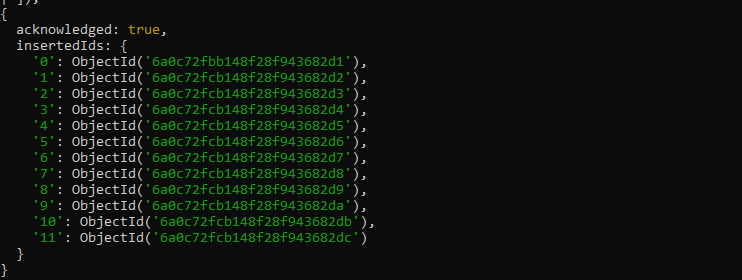 | ]);
{
  acknowledged: true,
  insertedIds: {
    '0': ObjectId('6a0c72fbb148f28f943682d1'),
    '1': ObjectId('6a0c72fcb148f28f943682d2'),
    '2': ObjectId('6a0c72fcb148f28f943682d3'),
    '3': ObjectId('6a0c72fcb148f28f943682d4'),
    '4': ObjectId('6a0c72fcb148f28f943682d5'),
    '5': ObjectId('6a0c72fcb148f28f943682d6'),
    '6': ObjectId('6a0c72fcb148f28f943682d7'),
    '7': ObjectId('6a0c72fcb148f28f943682d8'),
    '8': ObjectId('6a0c72fcb148f28f943682d9'),
    '9': ObjectId('6a0c72fcb148f28f943682da'),
    '10': ObjectId('6a0c72fcb148f28f943682db'),
    '11': ObjectId('6a0c72fcb148f28f943682dc')
  }
}